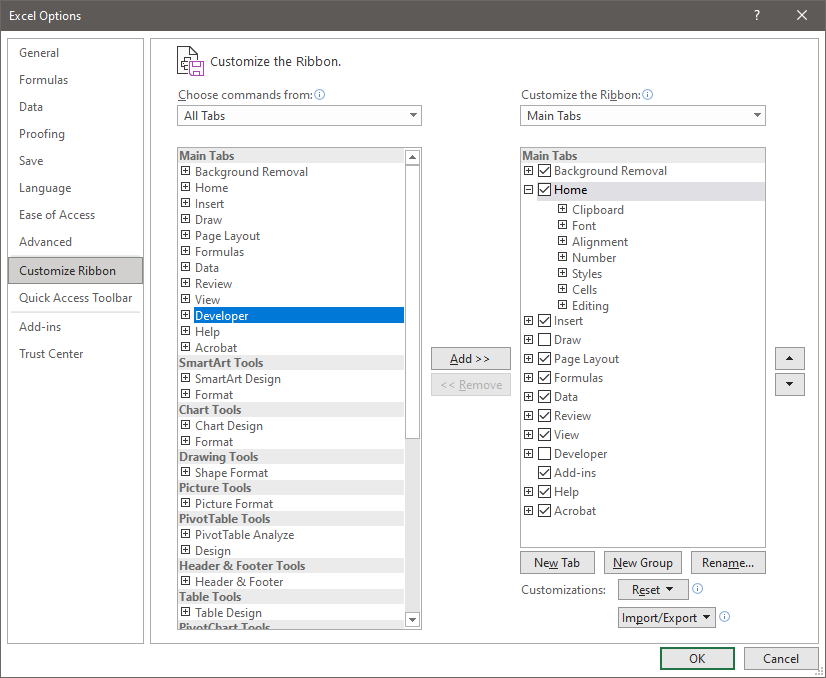 Excel Options
?
General
Formulas
Data
Proofing
Save
Language
Ease of Access
Advanced
Customize Ribbon
Quick Access Toolbar
Add-ins
Trust Center
Customize the Ribbon.
Choose commands from:
All Tabs
Main Tabs
Background Removal
Home
Insert
Draw
Page Layout
Formulas
Data
Review
View
Developer
Help
Acrobat
SmartArt Tools
SmartArt Design
Format
Chart Tools
Chart Design
Format
Drawing Tools
Shape Format
Picture Tools
Picture Format
PivotTable Tools
PivotTable Analyze
Design
Header & Footer Tools
Header & Footer
Table Tools
Table Design
PivotChart Tools
Add >>
<< Remove
Customize the Ribbon:
Main Tabs
Main Tabs
Background Removal
Home
Clipboard
Font
Alignment
Number
Styles
Cells
Editing
Insert
Draw
Page Layout
Formulas
Data
Review
View
Developer
Add-ins
Help
Acrobat
New Tab
New Group
Rename...
Customizations:
Reset
Import/Export
OK
Cancel